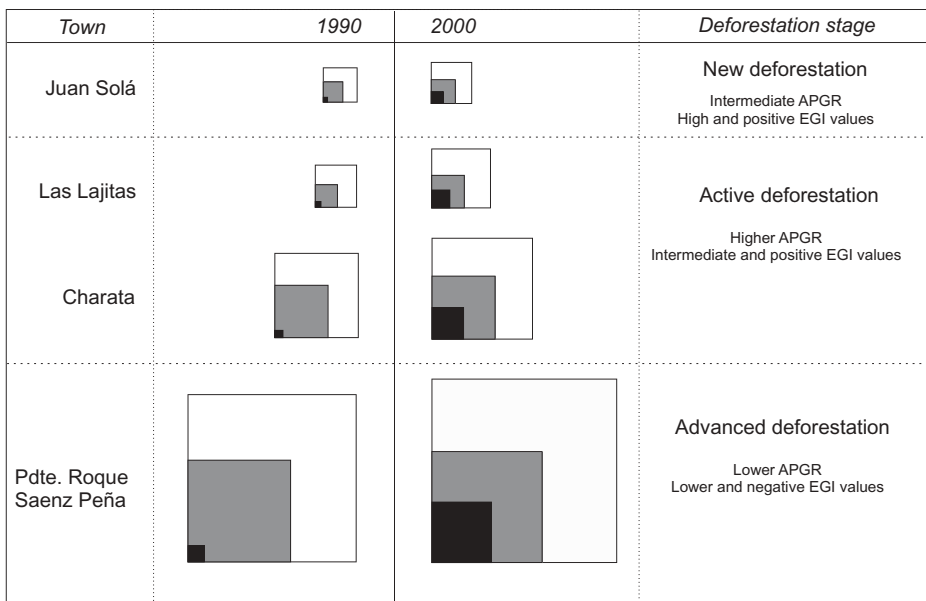 Town 1990 2000 Deforestation stage
Juan Solá
New deforestation
Intermediate APGR
High and positive EGI values
Las Lajitas
Active deforestation
Higher APGR
Intermediate and positive EGI values
Charata
Pdte. Roque
Saenz Peña
Advanced deforestation
Lower APGR
Lower and negative EGI values